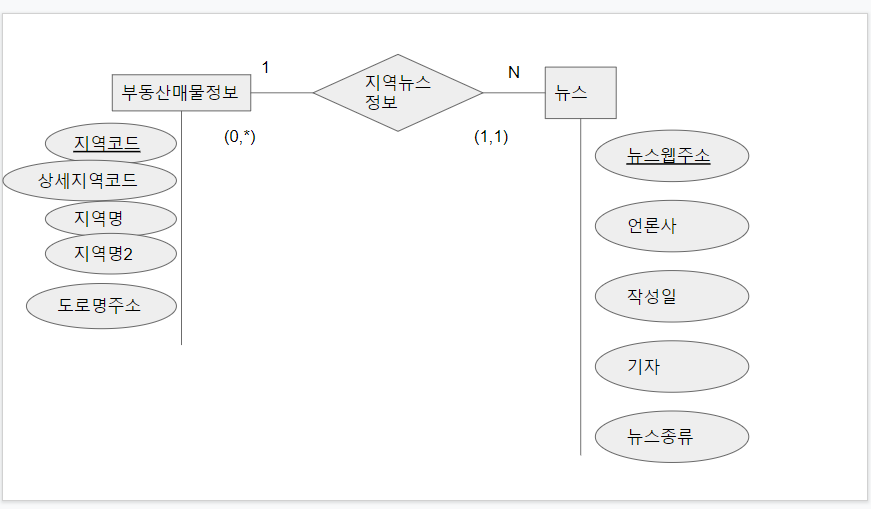 1
N
부동산매물정보
지역뉴스
정보
뉴스
(0,*)
(1,1)
지역코드
상세지역코드
지역명
지역명2
도로명주소
뉴스웹주소
언론사
작성일
기자
뉴스종류